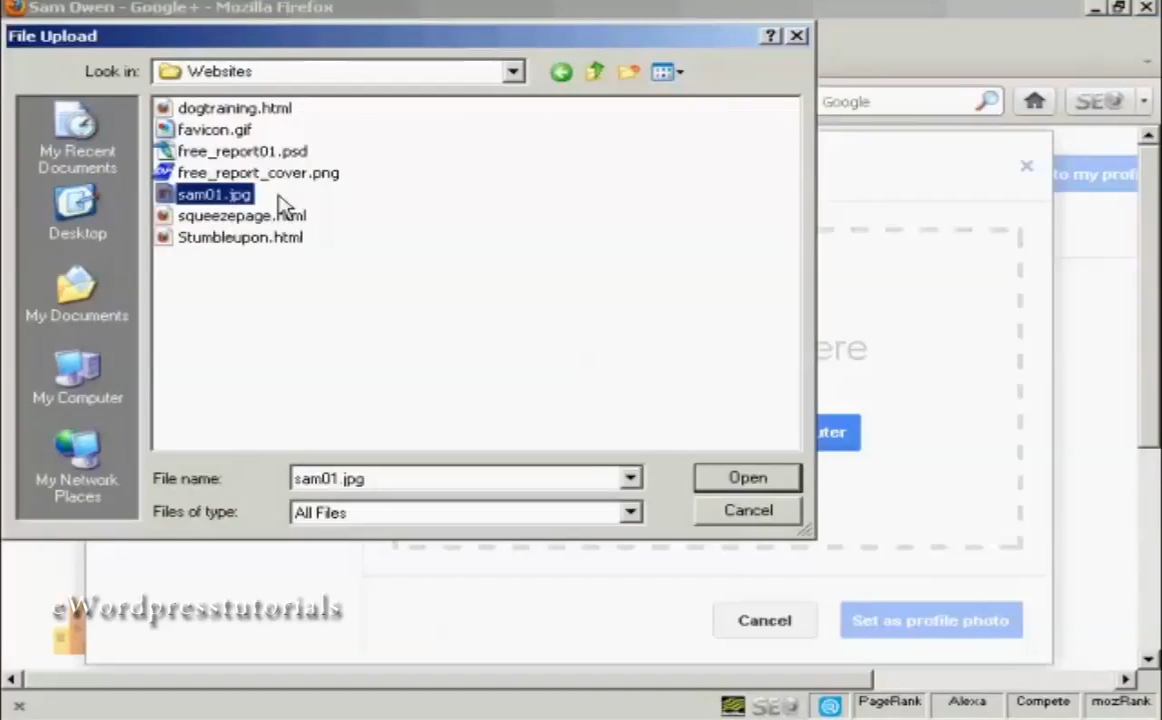 Sam Owen - Google+ - Mozilla Firefox
File Upload
Look in: Websites
My Recent
Documents
Desktop
My Documents
My Computer
My Network
Places
dogtraining.html
favicon.gif
free_report01.psd
free_report_cover.png
sam01.jpg
squeezepage.html
Stumbleupon.html
File name: sam01.jpg Open
Files of type: All Files Cancel
Google SEO
to my profi
ere
uter
Cancel Set as profile photo
eWordpresstutorials
SEO PageRank Alexa Compete mozRank